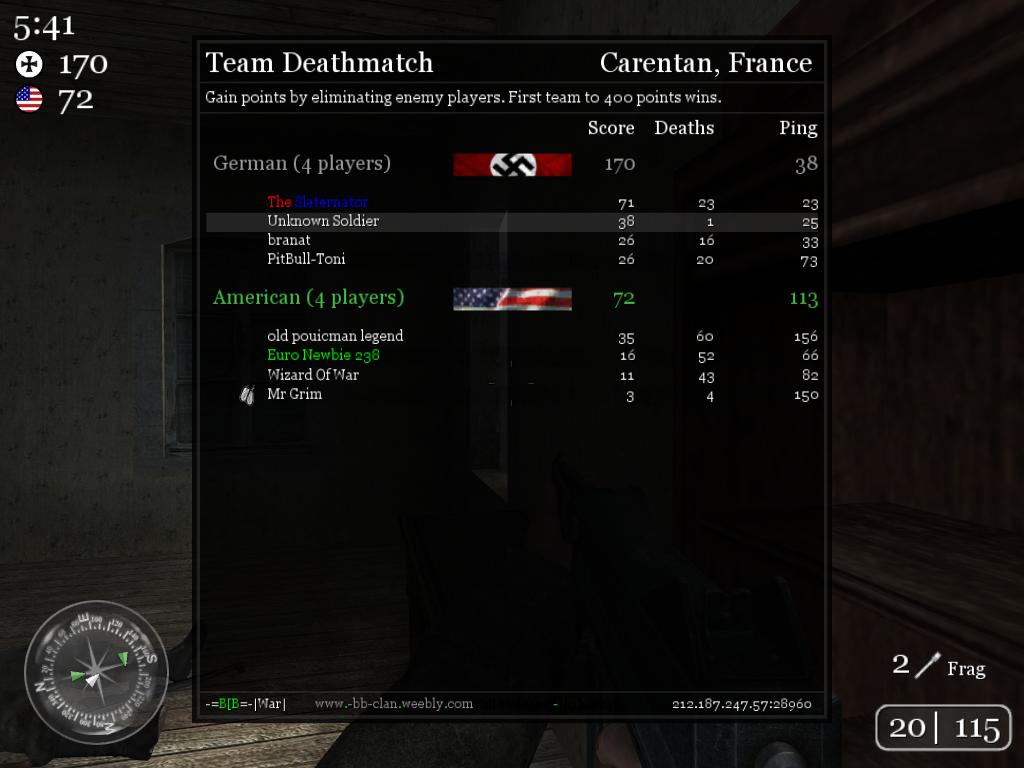 5:41
170
72
Team Deathmatch Carentan, France
Gain points by eliminating enemy players. First team to 400 points wins.
Score Deaths Ping
German (4 players) 170 38
The Slaternator 71 23 23
Unknown Soldier 38 1 25
branat 26 16 33
PitBull-Toni 26 20 73
American (4 players) 72 113
old pouicman legend 35 60 156
Euro Newbie 238 16 52 66
Wizard Of War 11 43 82
Mr Grim 3 4 150
-=B[B=-|War| www.-bb-clan.weebly.com - 212.187.247.57:28960
2 Frag
20| 115